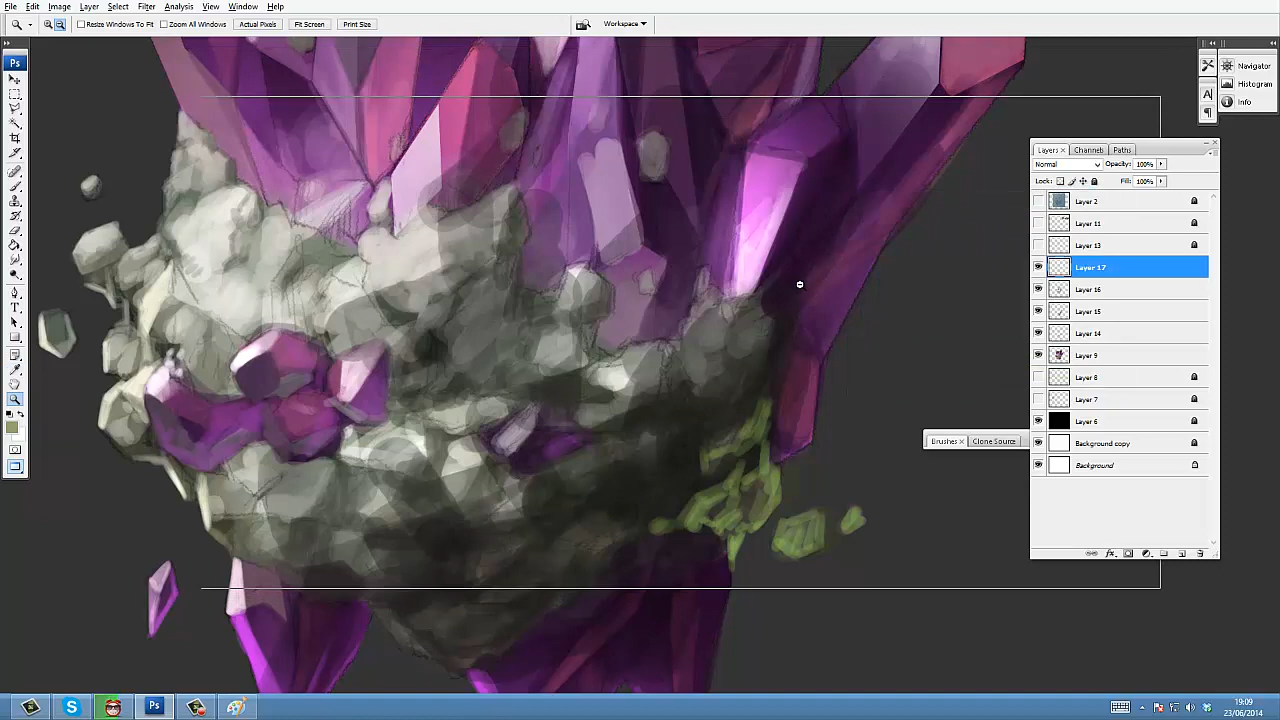 File Edit Image Layer Select Filter Analysis View Window Help
Resize Windows To Fit Zoom All Windows Actual Pixels Fit Screen Print Size Workspace
Ps
T
A
Navigator
Histogram
Info
Layers × Channels Paths
Normal Opacity: 100%
Lock: Fill: 100%
Layer 2
Layer 11
Layer 13
Layer 17
Layer 16
Layer 15
Layer 14
Layer 9
Layer 8
Layer 7
Layer 6
Background copy
Background
Brushes × Clone Source
fx
S Ps
19:09
23/06/2014